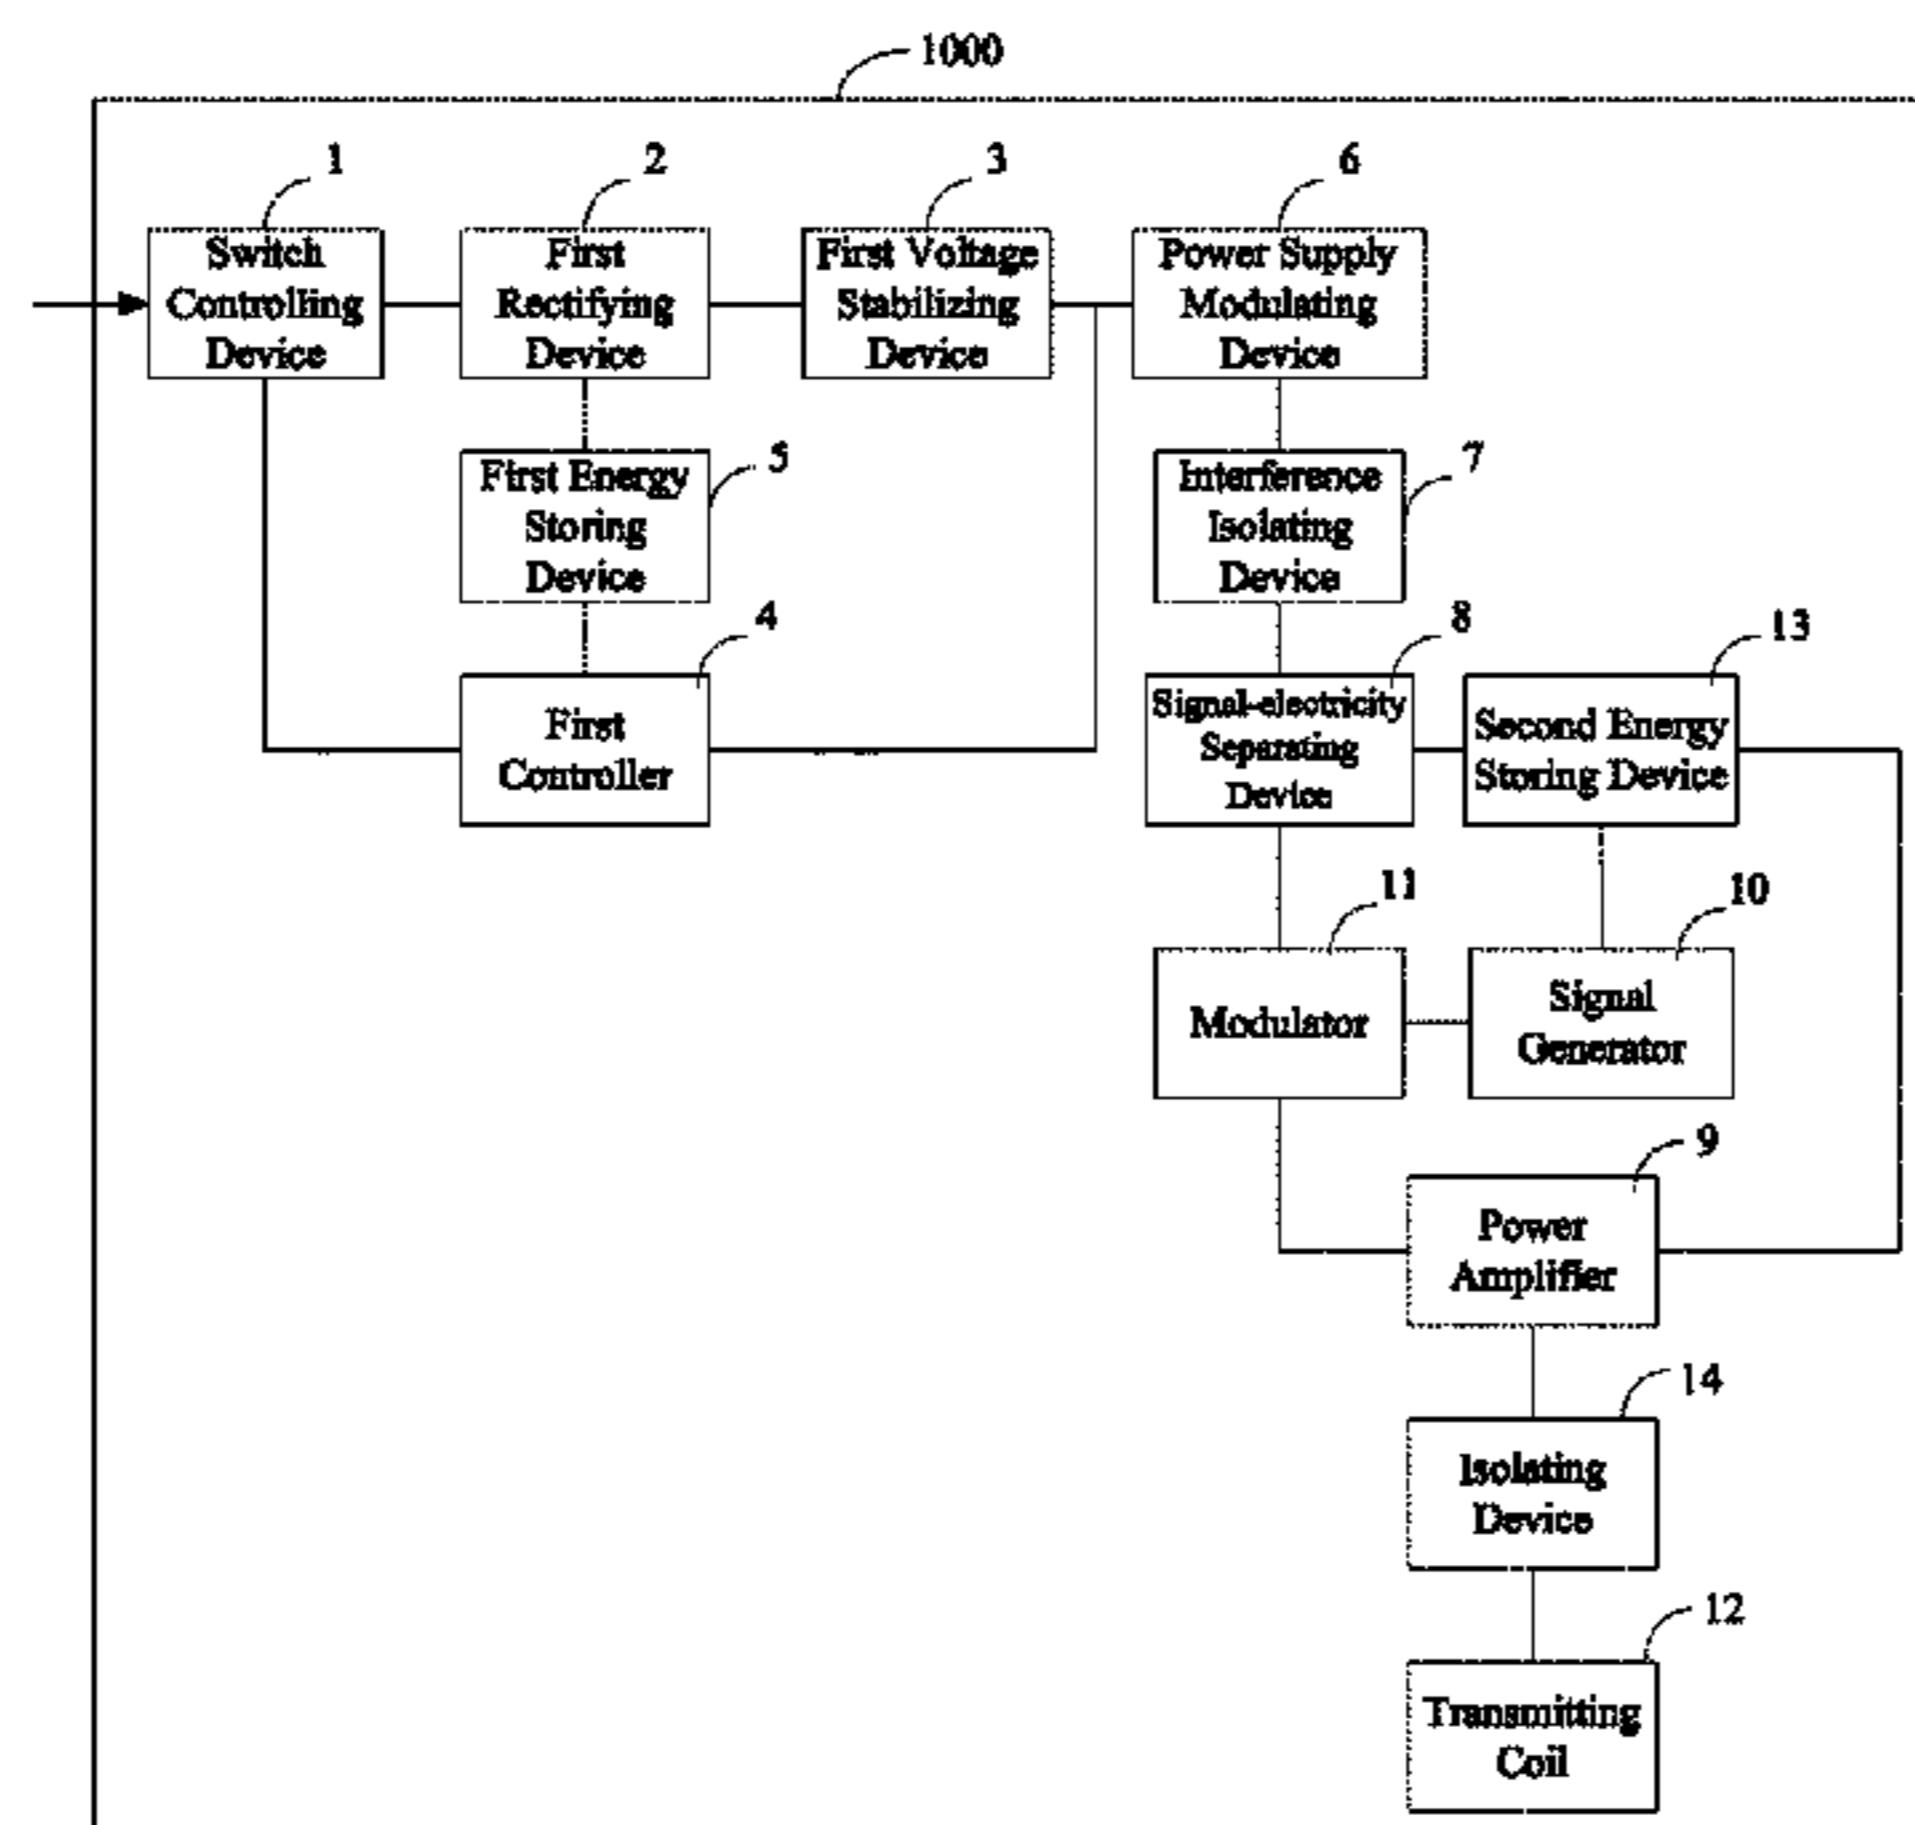 1000
1
2
3
6
Switch
Controlling
Device
First
Rectifying
Device
First Voltage
Stabilizing
Device
Power Supply
Modulating
Device
5
7
First Energy
Storing
Device
Interference
Isolating
Device
4
8
13
First
Controller
Signal-electricity
Separating
Device
Second Energy
Storing Device
11
10
Modulator
Signal
Generator
9
Power
Amplifier
14
Isolating
Device
12
Transmitting
Coil